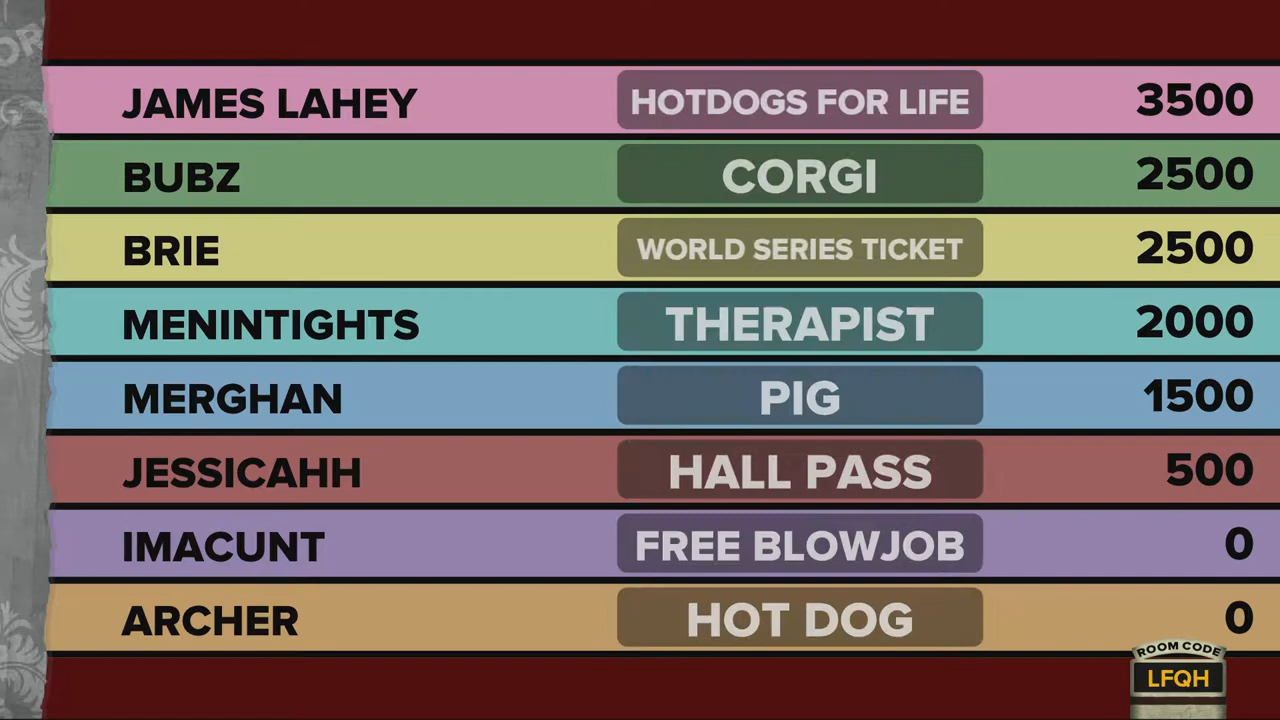 OR
JAMES LAHEY HOTDOGS FOR LIFE 3500
BUBZ CORGI 2500
BRIE WORLD SERIES TICKET 2500
MENINTIGHTS THERAPIST 2000
MERGHAN PIG 1500
JESSICAHH HALL PASS 500
IMACUNT FREE BLOWJOB 0
ARCHER HOT DOG 0
ROOM CODE
LFQH